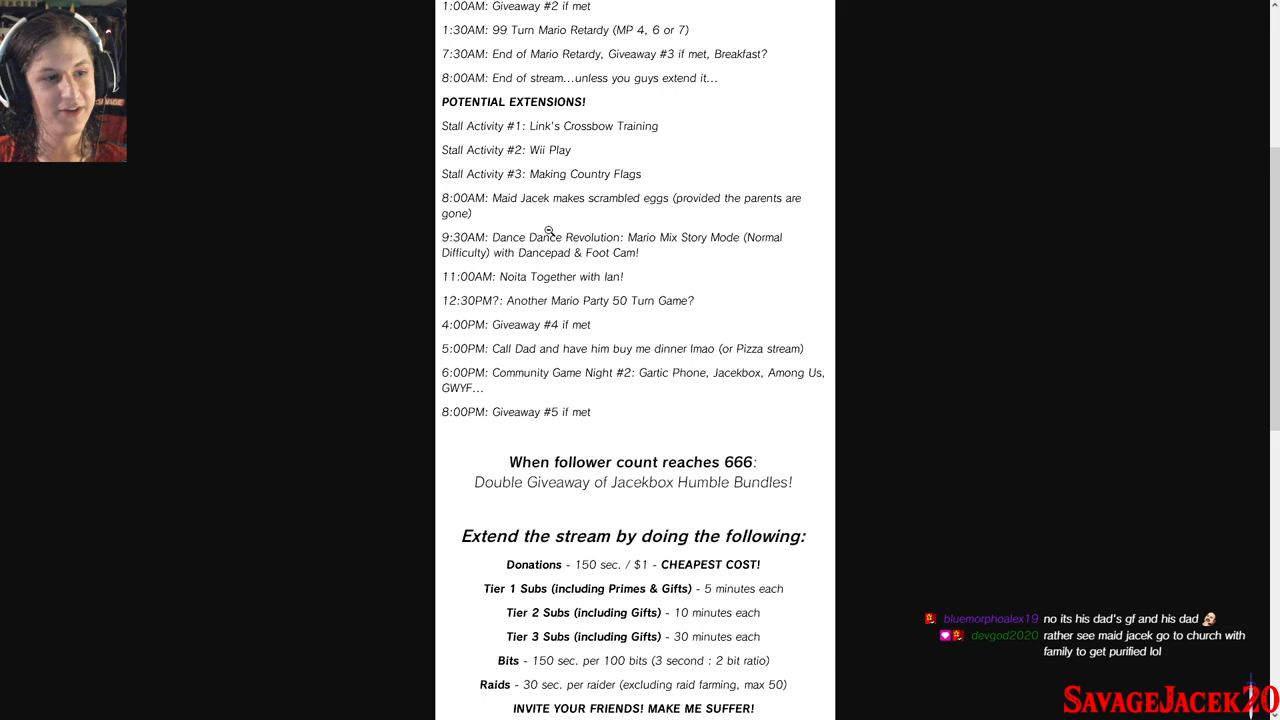 1:00AM: Giveaway #2 if met
1:30AM: 99 Turn Mario Retardy (MP 4, 6 or 7)
7:30AM: End of Mario Retardy, Giveaway #3 if met, Breakfast?
8:00AM: End of stream...unless you guys extend it...
POTENTIAL EXTENSIONS!
Stall Activity #1: Link's Crossbow Training
Stall Activity #2: Wii Play
Stall Activity #3: Making Country Flags
8:00AM: Maid Jacek makes scrambled eggs (provided the parents are
gone)
9:30AM: Dance Dance Revolution: Mario Mix Story Mode (Normal
Difficulty) with Dancepad & Foot Cam!
11:00AM: Noita Together with Ian!
12:30PM?: Another Mario Party 50 Turn Game?
4:00PM: Giveaway #4 if met
5:00PM: Call Dad and have him buy me dinner lmao (or Pizza stream)
6:00PM: Community Game Night #2: Gartic Phone, Jacekbox, Among Us,
GWYF...
8:00PM: Giveaway #5 if met
When follower count reaches 666:
Double Giveaway of Jacekbox Humble Bundles!
Extend the stream by doing the following:
Donations - 150 sec. / $1 - CHEAPEST COST!
Tier 1 Subs (including Primes & Gifts) - 5 minutes each
Tier 2 Subs (including Gifts) - 10 minutes each
Tier 3 Subs (including Gifts) - 30 minutes each
Bits - 150 sec. per 100 bits (3 second : 2 bit ratio)
Raids - 30 sec. per raider (excluding raid farming, max 50)
INVITE YOUR FRIENDS! MAKE ME SUFFER!
bluemorphoalex19 no its his dad's gf and his dad
devgod2020 rather see maid jacek go to church with
family to get purified lol
SAVAGEJACEK20